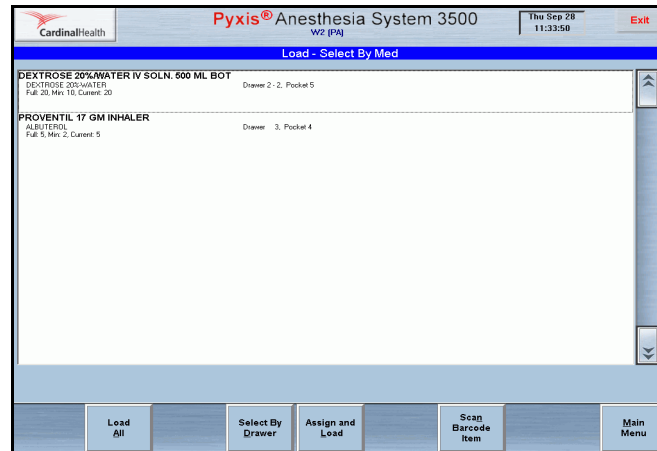 CardinalHealth
Pyxis® Anesthesia System 3500
W2 (PA)
Thu Sep 28
11:33:50
Exit
Load - Select By Med
DEXTROSE 20%/WATER IV SOLN. 500 ML BOT
DEXTROSE 20%-WATER
Drawer 2 - 2, Pocket 5
Full: 20, Min: 10, Current: 20
PROVENTIL 17 GM INHALER
ALBUTEROL
Drawer 3, Pocket 4
Full: 5, Min: 2, Current: 5
Load
All
Select By
Drawer
Assign and
Load
Scan
Barcode
Item
Main
Menu